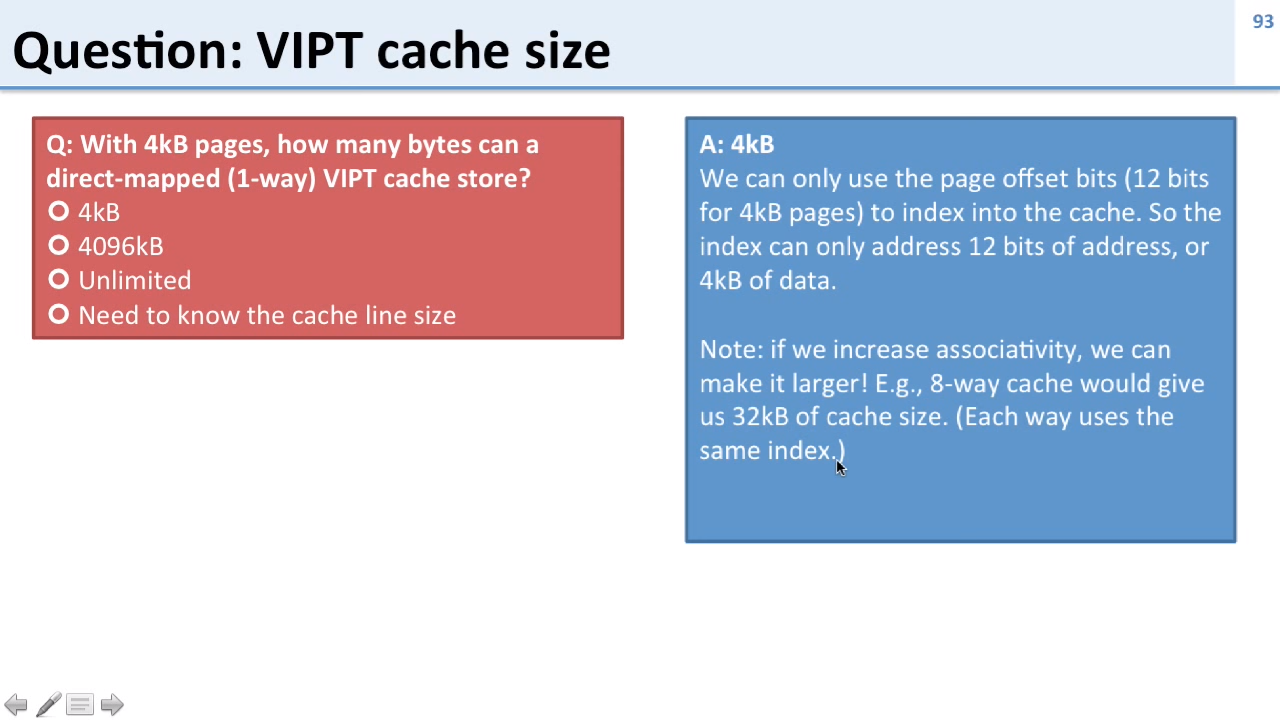 93
Question: VIPT cache size
Q: With 4kB pages, how many bytes can a
direct-mapped (1-way) VIPT cache store?
4kB
4096kB
Unlimited
Need to know the cache line size
A: 4kB
We can only use the page offset bits (12 bits
for 4kB pages) to index into the cache. So the
index can only address 12 bits of address, or
4kB of data.
Note: if we increase associativity, we can
make it larger! E.g., 8-way cache would give
us 32kB of cache size. (Each way uses the
same index.)